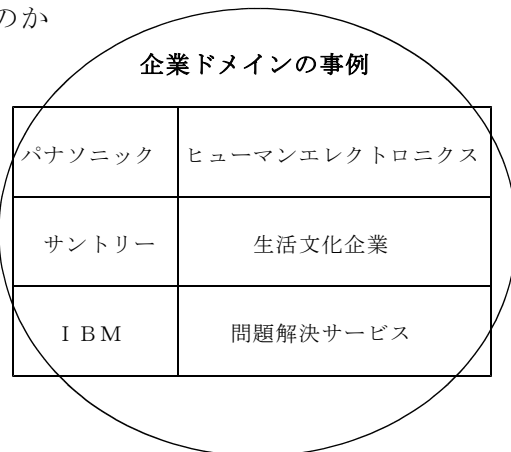 のか
企業ドメインの事例
パナソニック ヒューマンエレクトロニクス
サントリー 生活文化企業
ＩＢＭ 問題解決サービス